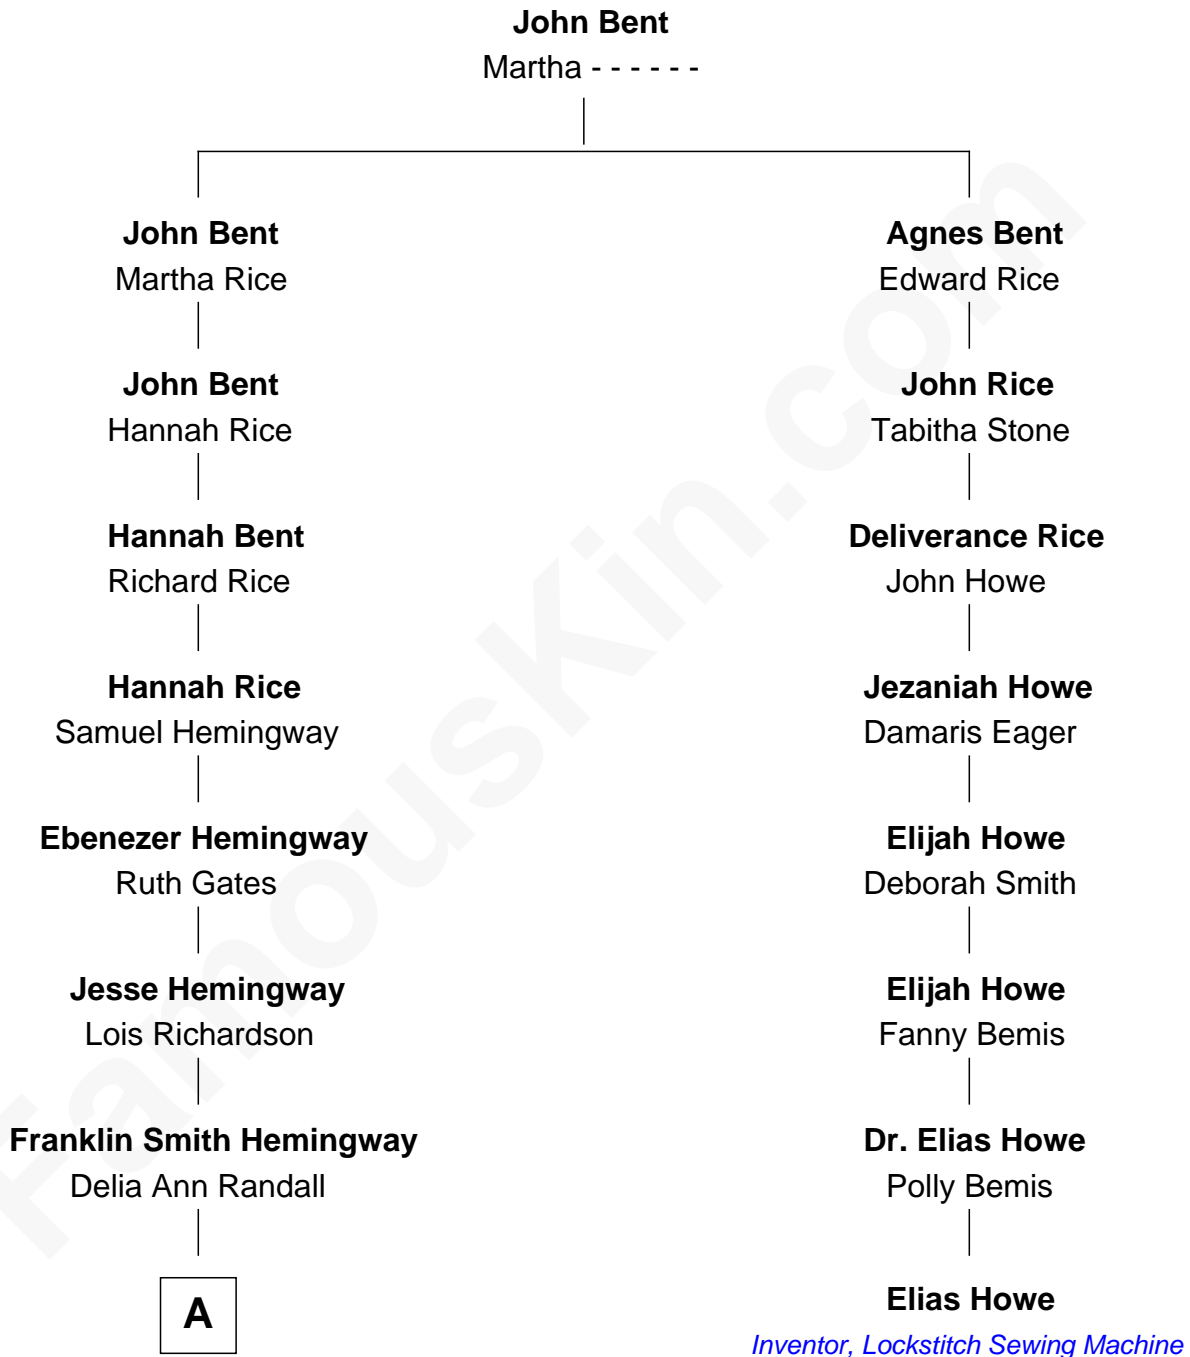 John Bent
Martha - - - - - -
John Bent
Martha Rice
Agnes Bent
Edward Rice
John Bent
Hannah Rice
John Rice
Tabitha Stone
Hannah Bent
Richard Rice
Deliverance Rice
John Howe
Hannah Rice
Samuel Hemingway
Jezaniah Howe
Damaris Eager
Ebenezer Hemingway
Ruth Gates
Elijah Howe
Deborah Smith
Jesse Hemingway
Lois Richardson
Elijah Howe
Fanny Bemis
Franklin Smith Hemingway
Delia Ann Randall
Dr. Elias Howe
Polly Bemis
A
Elias Howe
Inventor, Lockstitch Sewing Machine
FamousKin.com